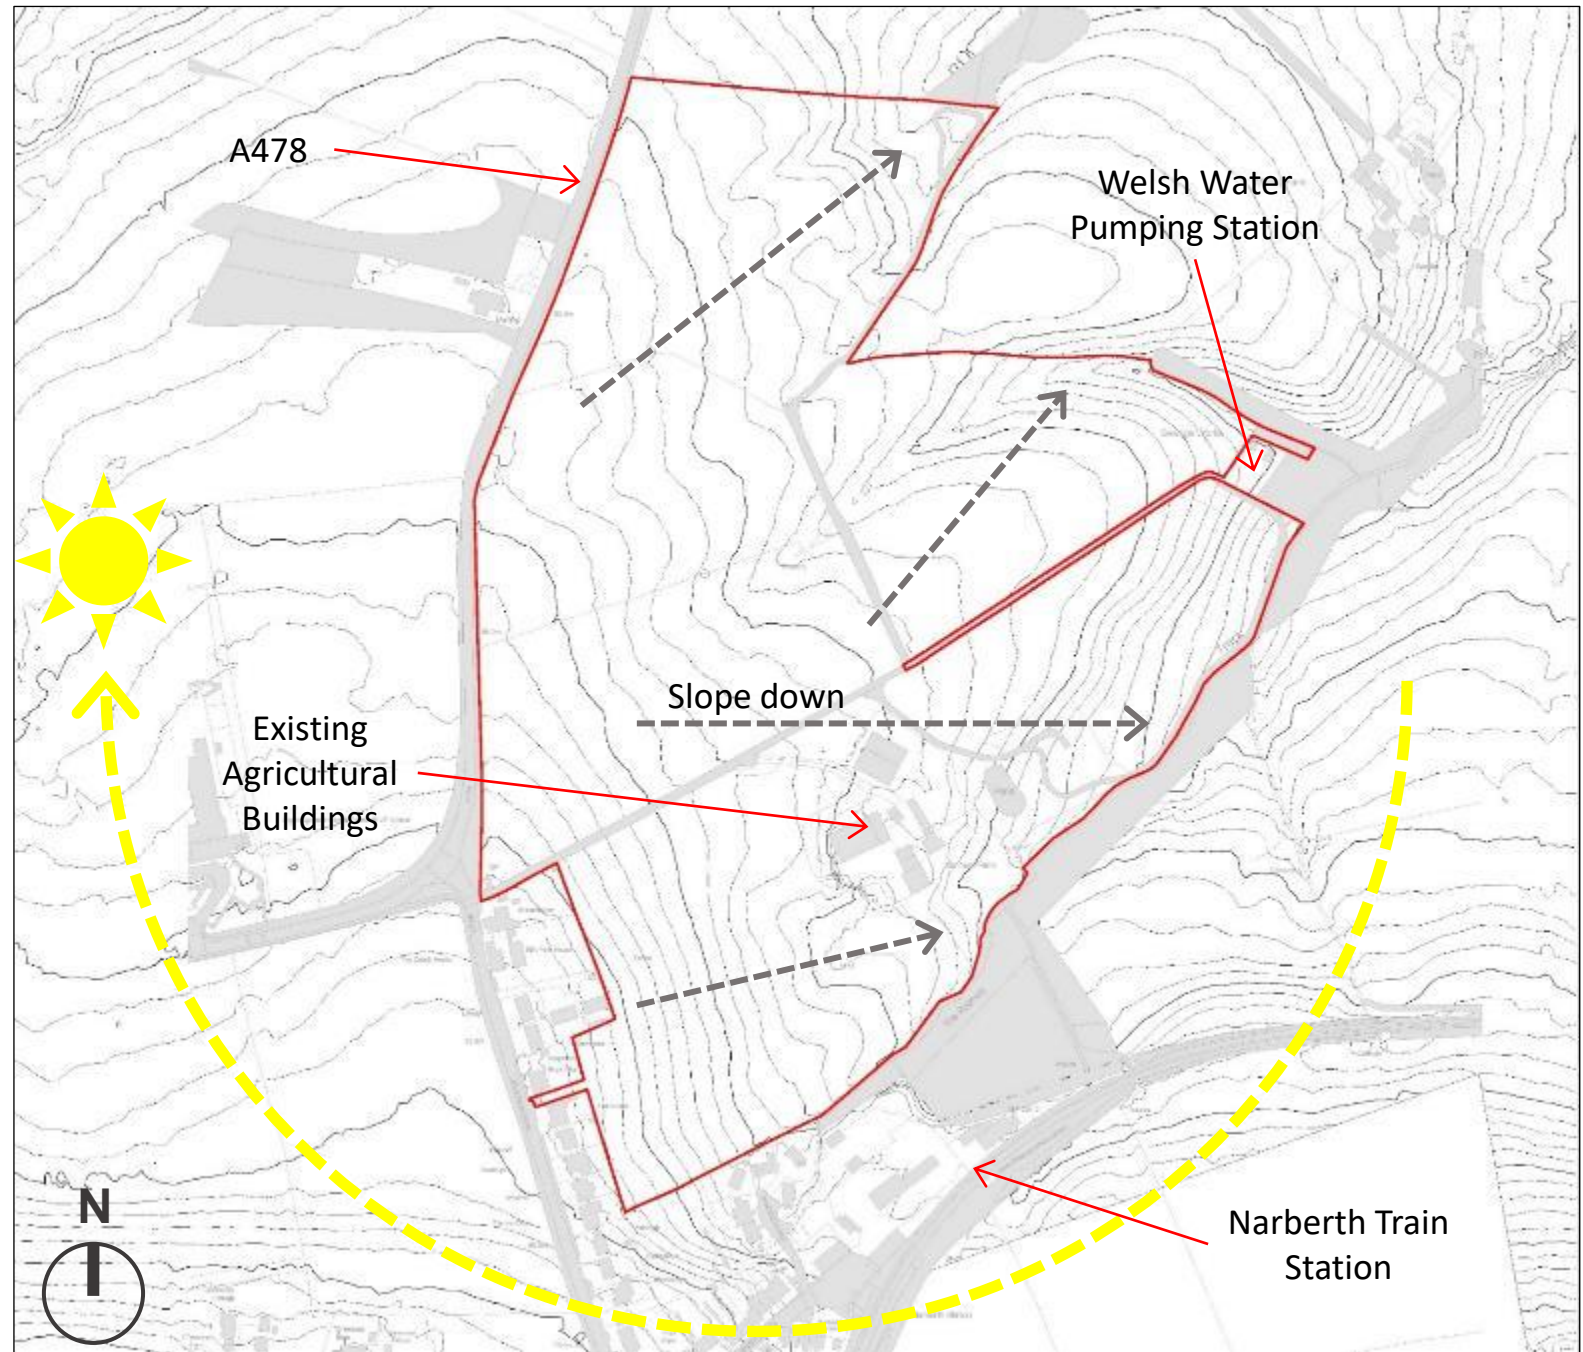 A478
Welsh Water
Pumping Station
Slope down
Existing
Agricultural
Buildings
N
Narberth Train
Station